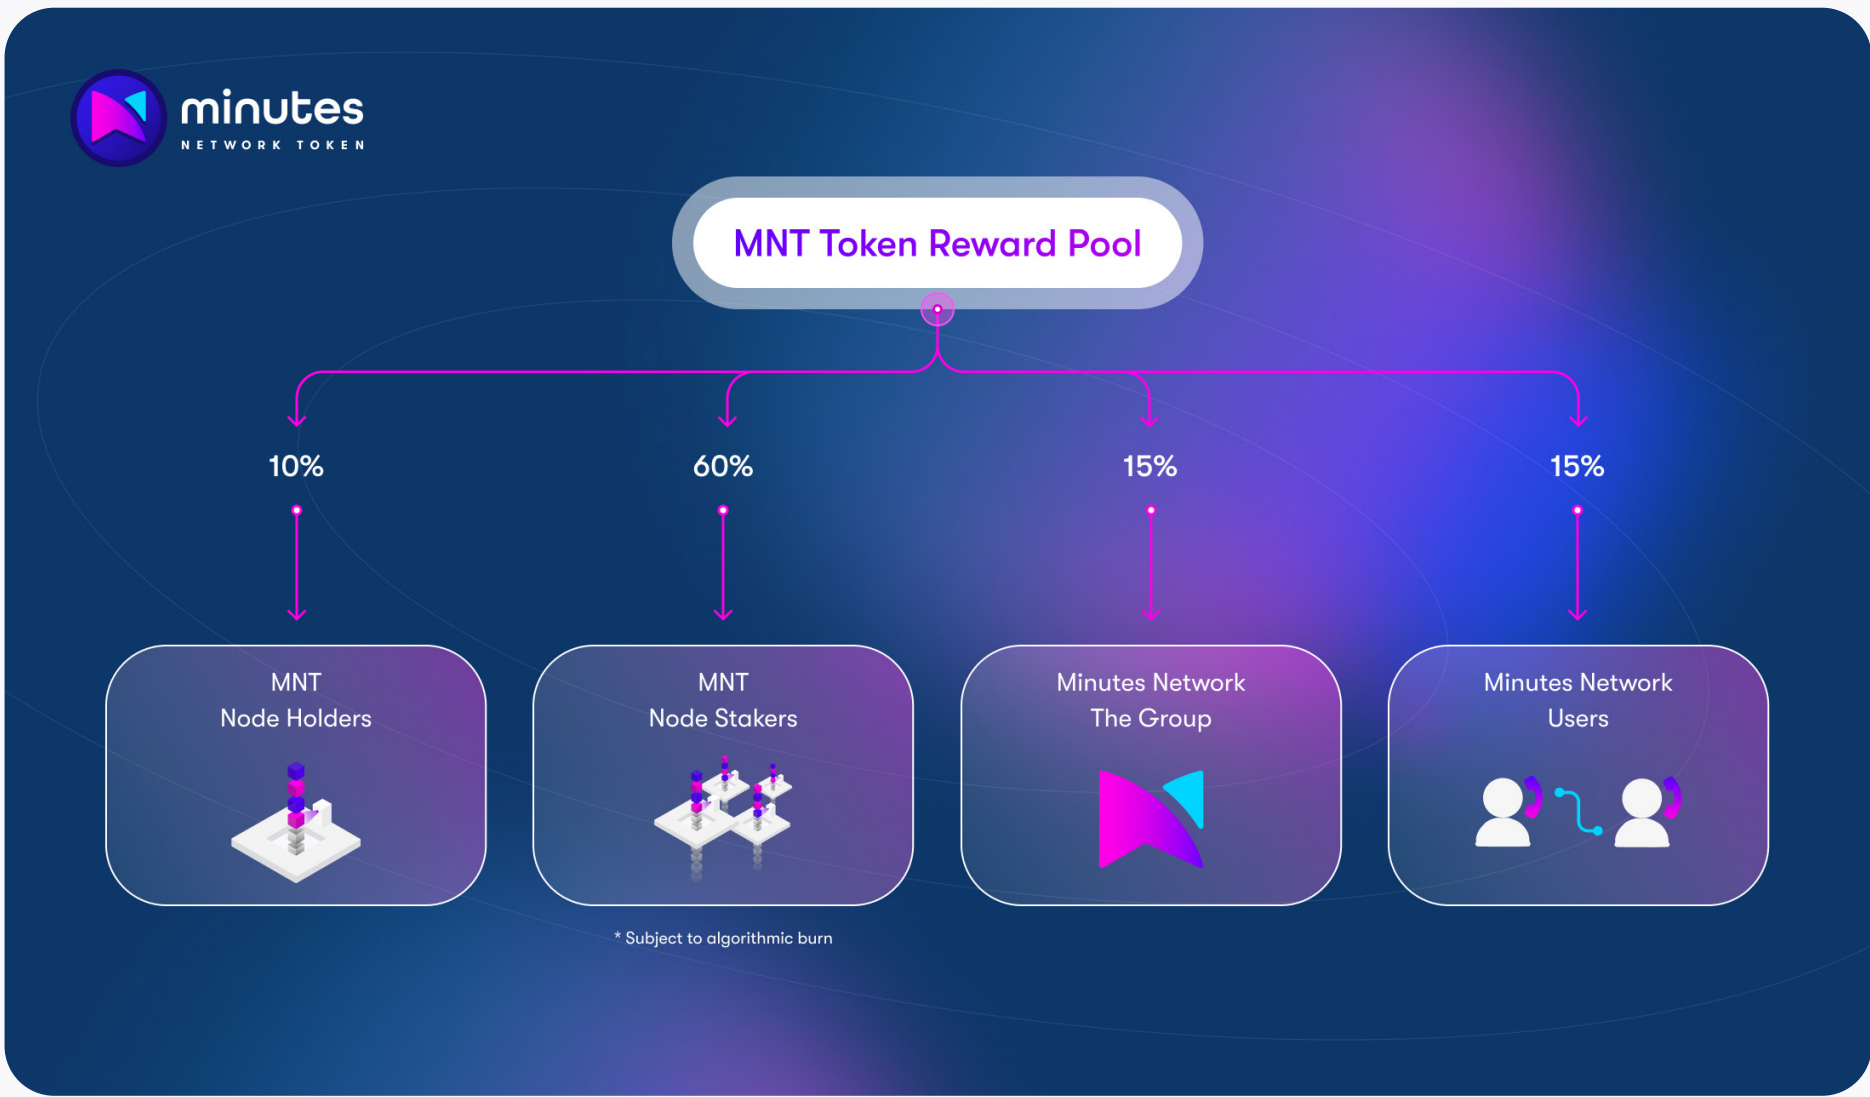 minutes
NETWORK TOKEN
MNT Token Reward Pool
10%
60%
15%
15%
MNT
Node Holders
MNT
Node Stakers
Minutes Network
The Group
Minutes Network
Users
* Subject to algorithmic burn